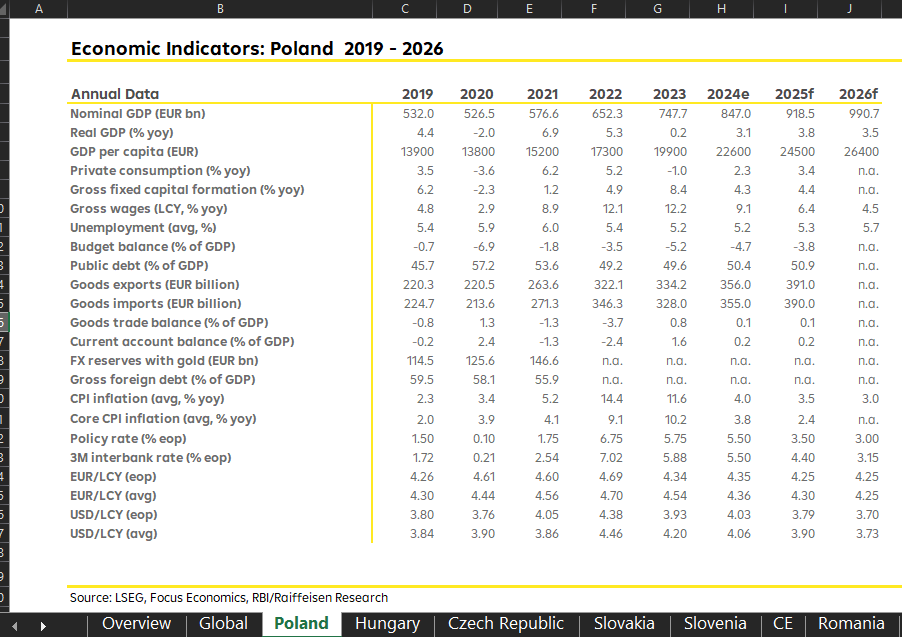 A B C D E F G H I J
Economic Indicators: Poland 2019 - 2026
Annual Data 2019 2020 2021 2022 2023 2024e 2025f 2026f
Nominal GDP (EUR bn) 532.0 526.5 576.6 652.3 747.7 847.0 918.5 990.7
Real GDP (% yoy) 4.4 -2.0 6.9 5.3 0.2 3.1 3.8 3.5
GDP per capita (EUR) 13900 13800 15200 17300 19900 22600 24500 26400
Private consumption (% yoy) 3.5 -3.6 6.2 5.2 -1.0 2.3 3.4 n.a.
Gross fixed capital formation (% yoy) 6.2 -2.3 1.2 4.9 8.4 4.3 4.4 n.a.
Gross wages (LCY, % yoy) 4.8 2.9 8.9 12.1 12.2 9.1 6.4 4.5
Unemployment (avg, %) 5.4 5.9 6.0 5.4 5.2 5.2 5.3 5.7
Budget balance (% of GDP) -0.7 -6.9 -1.8 -3.5 -5.2 -4.7 -3.8 n.a.
Public debt (% of GDP) 45.7 57.2 53.6 49.2 49.6 50.4 50.9 n.a.
Goods exports (EUR billion) 220.3 220.5 263.6 322.1 334.2 356.0 391.0 n.a.
Goods imports (EUR billion) 224.7 213.6 271.3 346.3 328.0 355.0 390.0 n.a.
Goods trade balance (% of GDP) -0.8 1.3 -1.3 -3.7 0.8 0.1 0.1 n.a.
Current account balance (% of GDP) -0.2 2.4 -1.3 -2.4 1.6 0.2 0.2 n.a.
FX reserves with gold (EUR bn) 114.5 125.6 146.6 n.a. n.a. n.a. n.a. n.a.
Gross foreign debt (% of GDP) 59.5 58.1 55.9 n.a. n.a. n.a. n.a. n.a.
CPI inflation (avg, % yoy) 2.3 3.4 5.2 14.4 11.6 4.0 3.5 3.0
Core CPI inflation (avg, % yoy) 2.0 3.9 4.1 9.1 10.2 3.8 2.4 n.a.
Policy rate (% eop) 1.50 0.10 1.75 6.75 5.75 5.50 3.50 3.00
3M interbank rate (% eop) 1.72 0.21 2.54 7.02 5.88 5.50 4.40 3.15
EUR/LCY (eop) 4.26 4.61 4.60 4.69 4.34 4.35 4.25 4.25
EUR/LCY (avg) 4.30 4.44 4.56 4.70 4.54 4.36 4.30 4.25
USD/LCY (eop) 3.80 3.76 4.05 4.38 3.93 4.03 3.79 3.70
USD/LCY (avg) 3.84 3.90 3.86 4.46 4.20 4.06 3.90 3.73
Source: LSEG, Focus Economics, RBI/Raiffeisen Research
Overview Global Poland Hungary Czech Republic Slovakia Slovenia CE Romania